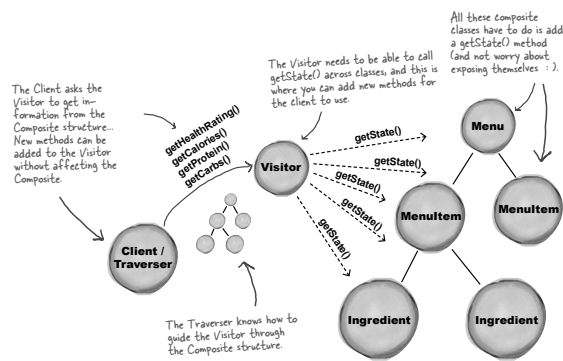 All these composite
classes have to do is add
a getState() method
(and not worry about
exposing themselves : ).
The Visitor needs to be able to call
getState() across classes, and this is
where you can add new methods for
the client to use.
The Client asks the
Visitor to get in-
formation from the
Composite structure...
New methods can be
added to the Visitor
without affecting the
Composite.
getHealthRating()
getCalories()
getProtein()
getCarbs()
Visitor
getState()
getState()
getState()
getState()
getState()
Menu
MenuItem
MenuItem
Client /
Traverser
Ingredient
Ingredient
The Traverser knows how to
guide the Visitor through
the Composite structure.